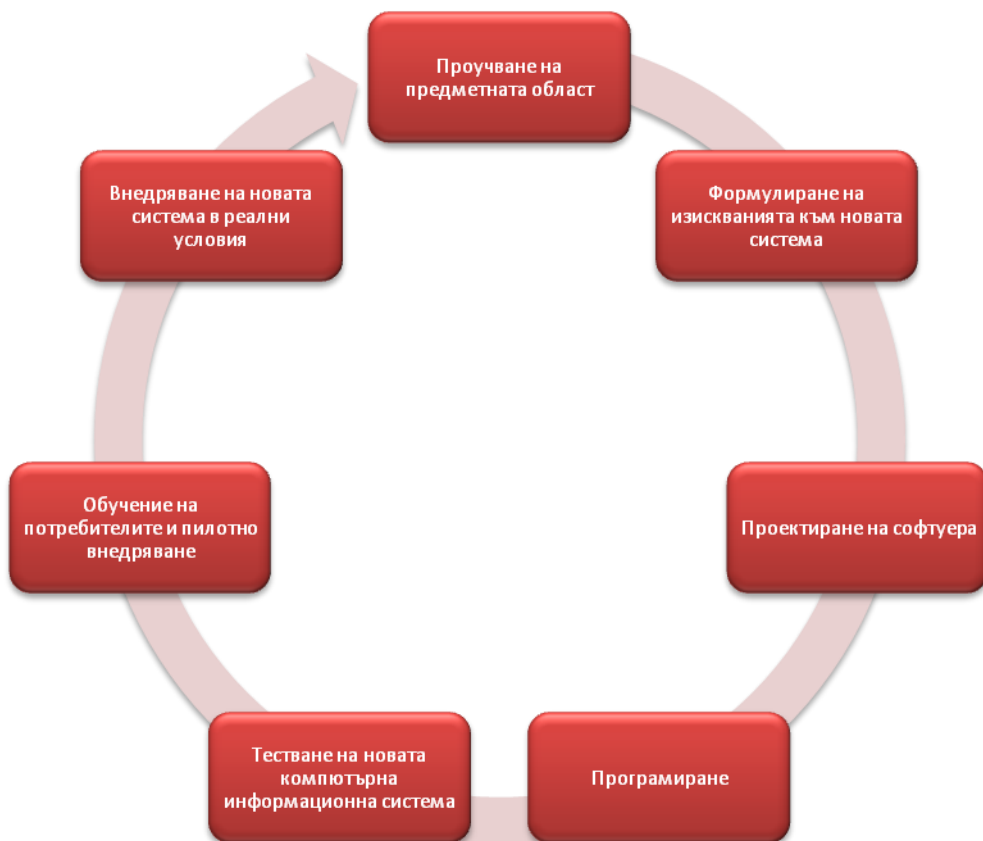 Проучване на
предметната област
Формулиране на
изискванията към новата
система
Проектиране на софтуера
Програмиране
Тестване на новата
компютърна
информационна система
Обучение на
потребителите и пилотно
внедряване
Внедряване на новата
система в реални
условия